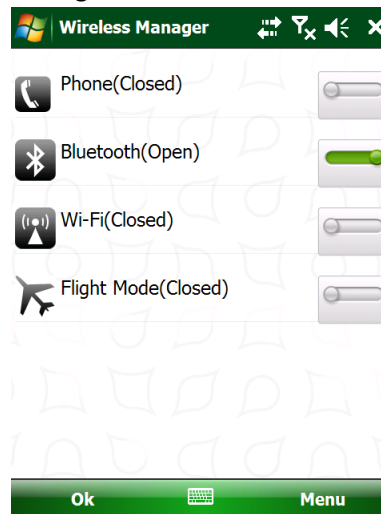 Wireless Manager
Phone(Closed)
Bluetooth(Open)
Wi-Fi(Closed)
Flight Mode(Closed)
Ok Menu